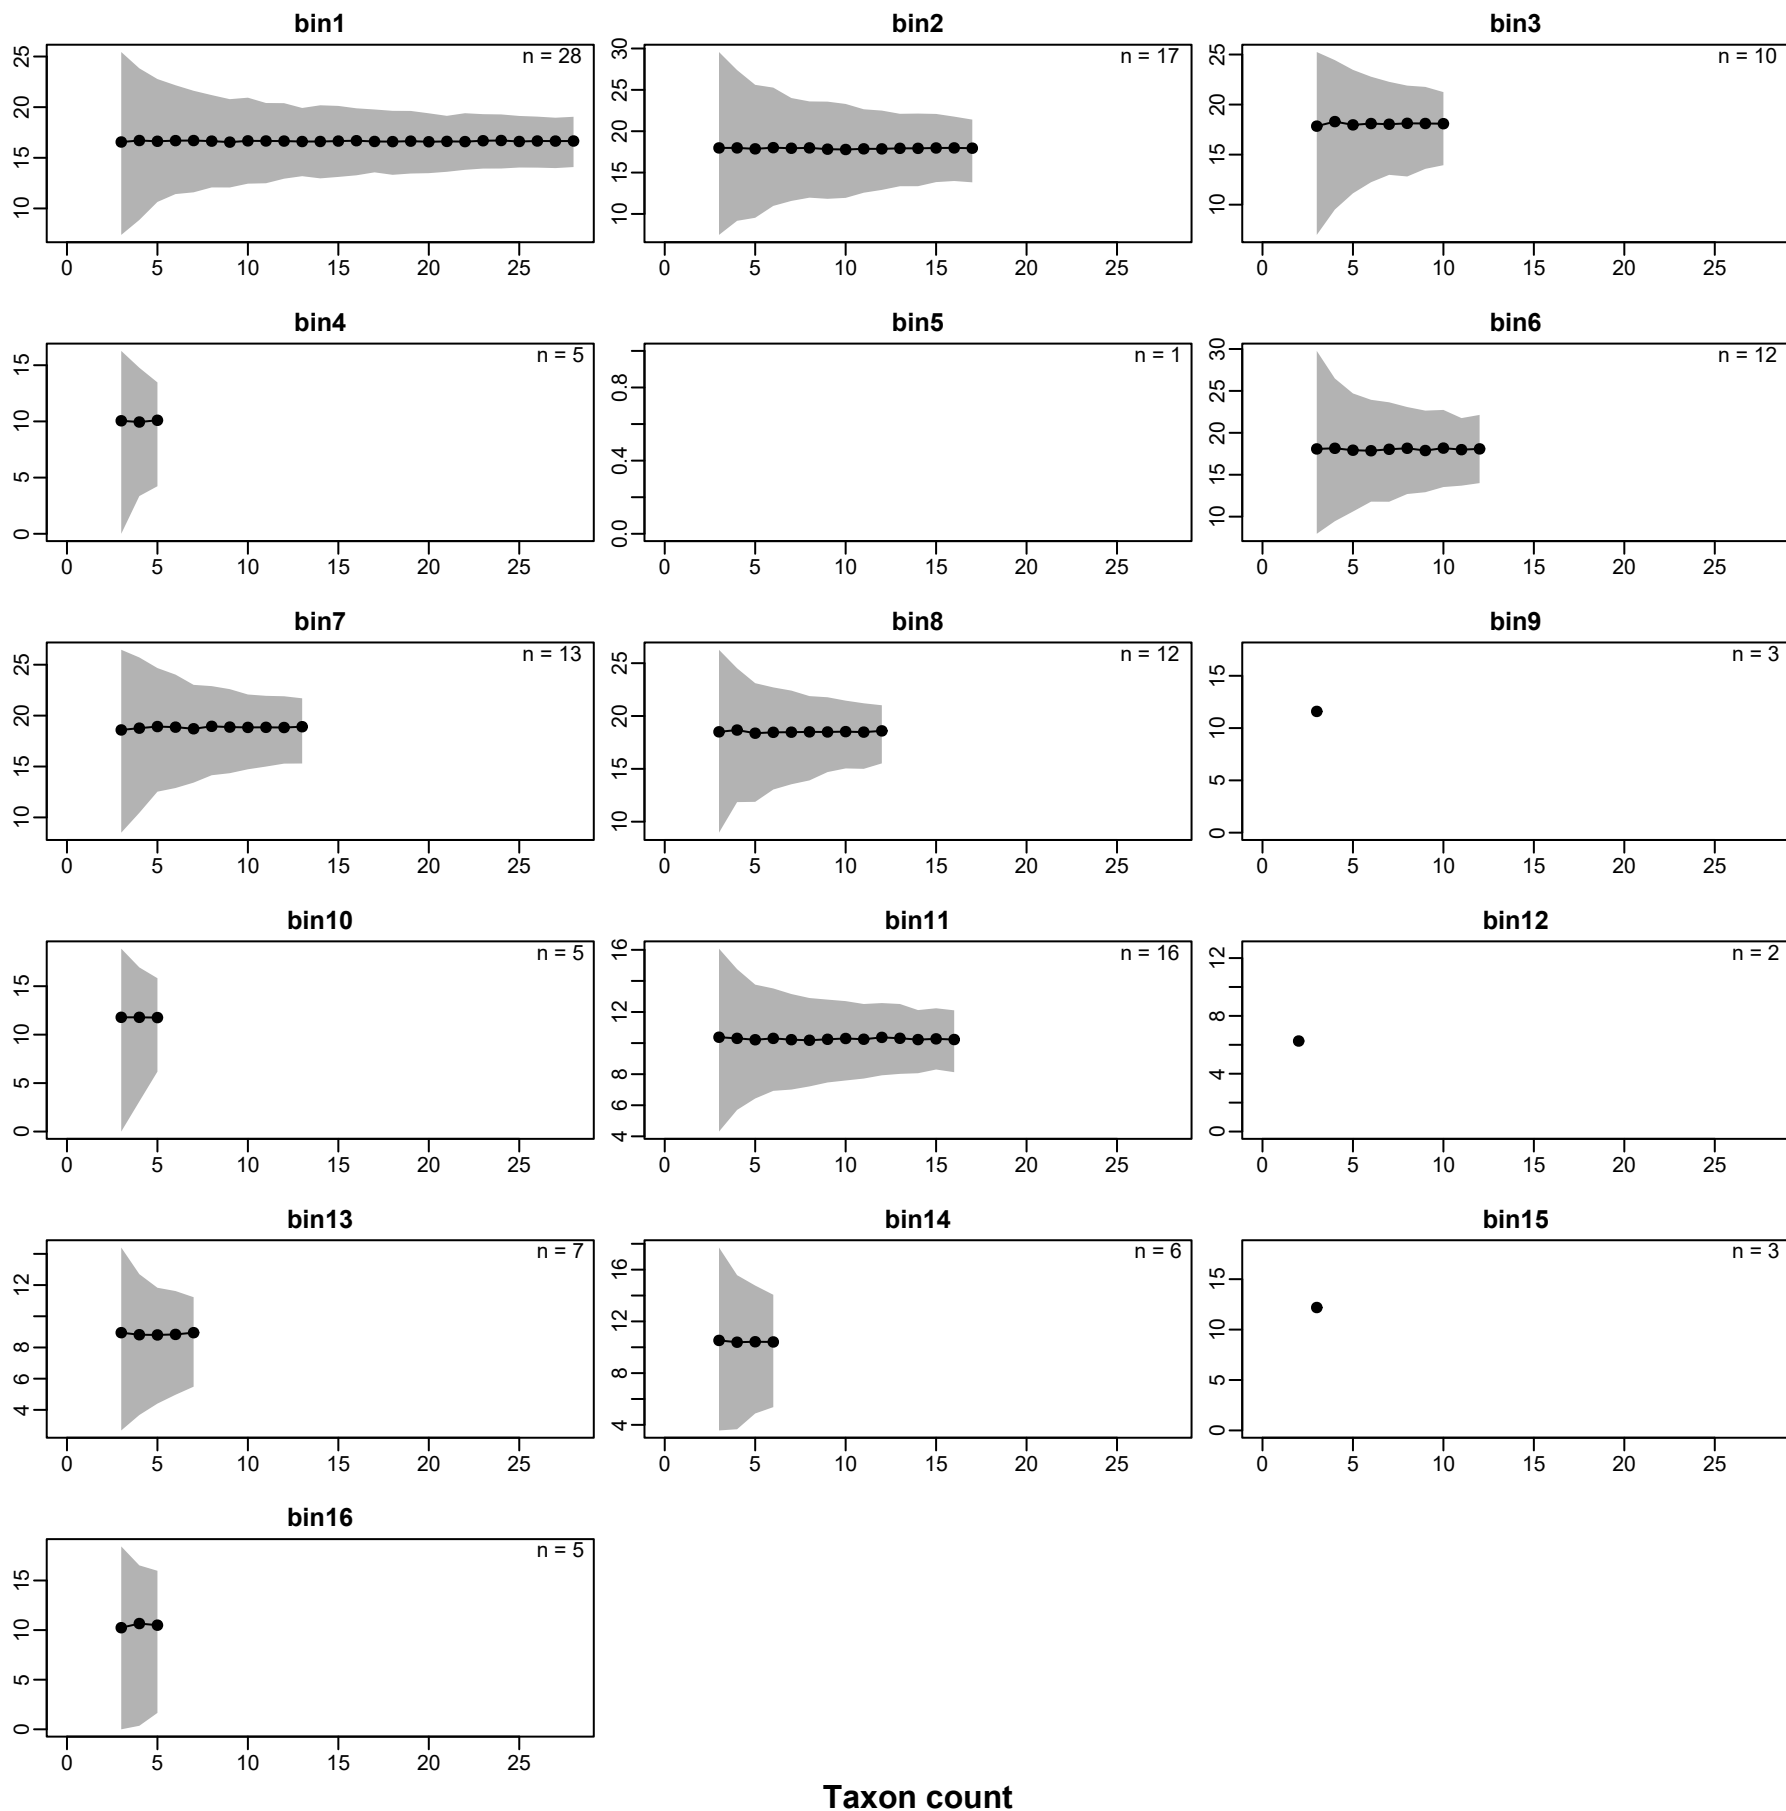 bin1 bin2 bin3
n = 28 n = 17 n = 10
10 15 20 25 10 15 20 25 30 10 15 20 25
0 5 10 15 20 25 0 5 10 15 20 25 0 5 10 15 20 25
bin4 bin5 bin6
n = 5 n = 1 n = 12
0 5 10 15 0.0 0.4 0.8 10 15 20 25 30
0 5 10 15 20 25 0 5 10 15 20 25 0 5 10 15 20 25
bin7 bin8 bin9
n = 13 n = 12 n = 3
10 15 20 25 10 15 20 25 0 5 10 15
0 5 10 15 20 25 0 5 10 15 20 25 0 5 10 15 20 25
bin10 bin11 bin12
n = 5 n = 16 n = 2
0 5 10 15 4 6 8 12 16 0 4 8 12
0 5 10 15 20 25 0 5 10 15 20 25 0 5 10 15 20 25
bin13 bin14 bin15
n = 7 n = 6 n = 3
4 6 8 12 4 8 12 16 0 5 10 15
0 5 10 15 20 25 0 5 10 15 20 25 0 5 10 15 20 25
bin16
n = 5
0 5 10 15
0 5 10 15 20 25
Taxon count